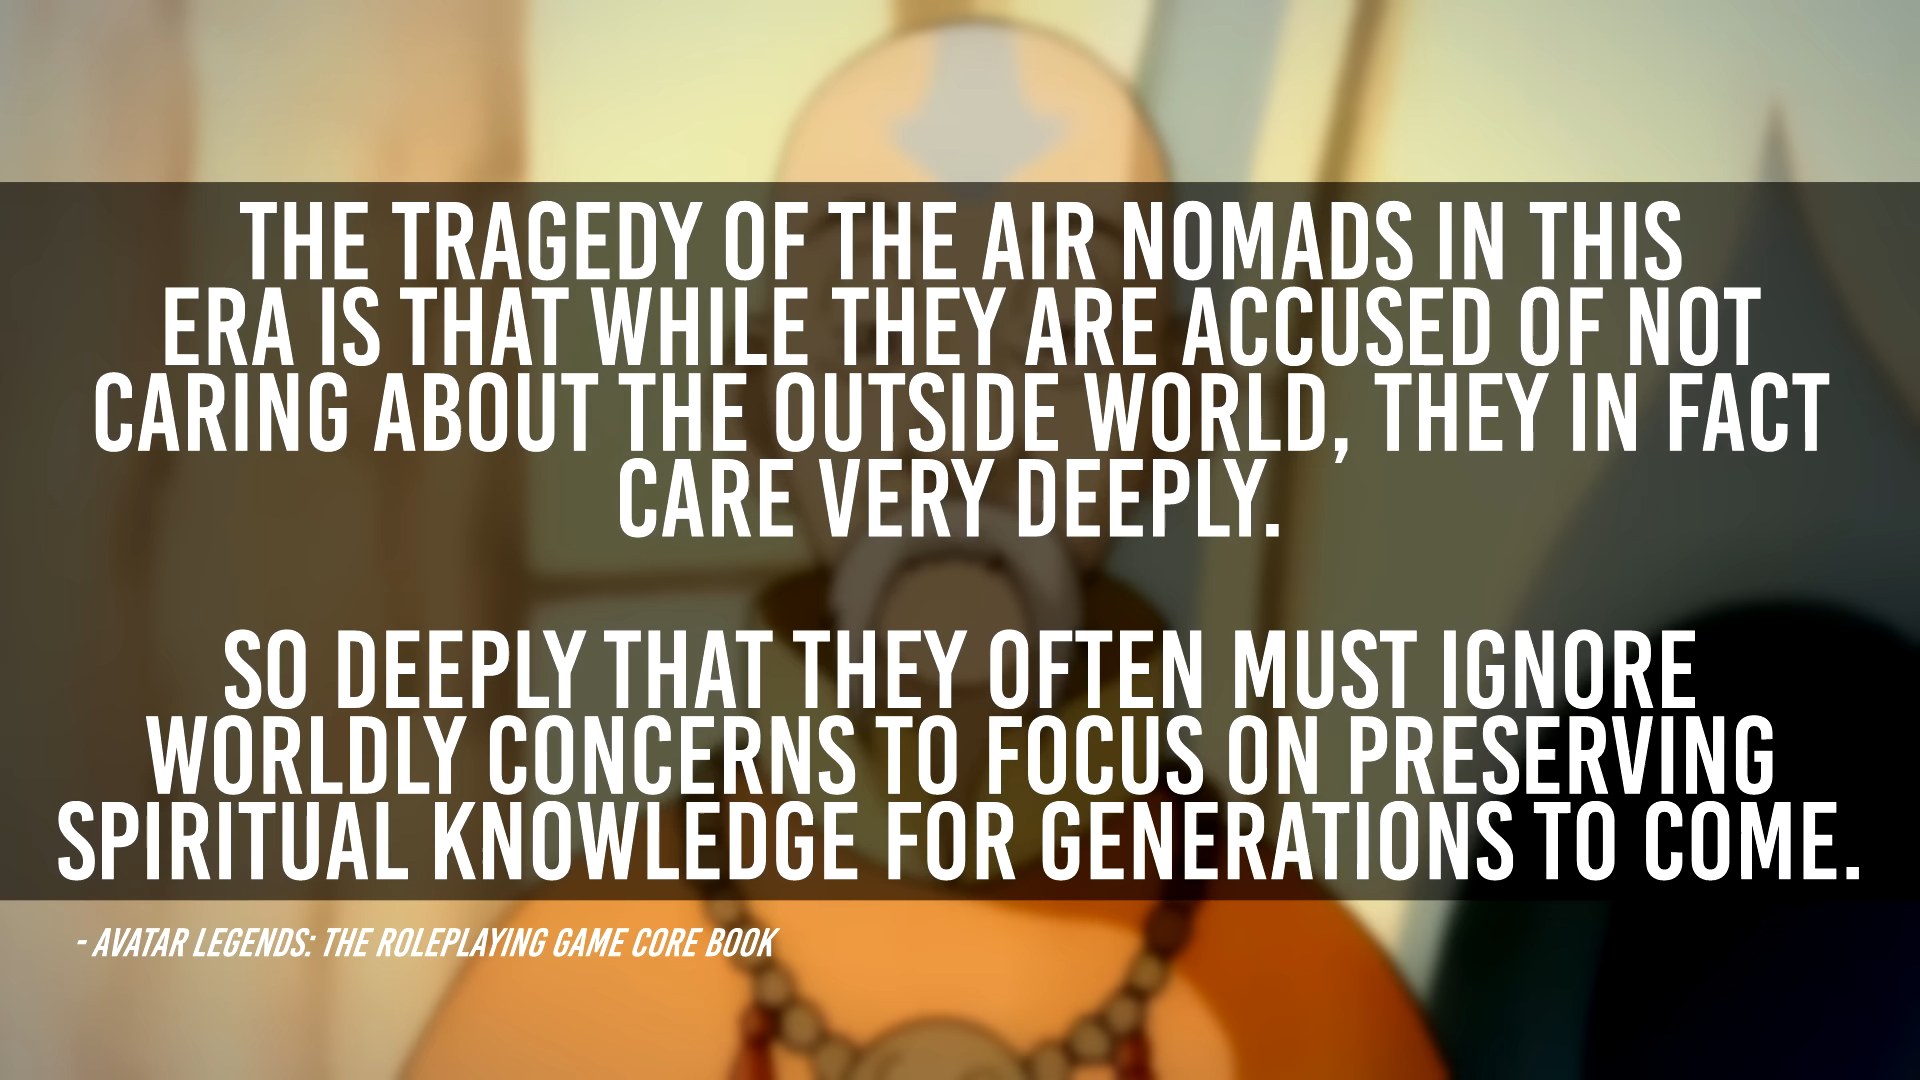 THE TRAGEDY OF THE AIR NOMADS IN THIS
ERA IS THAT WHILE THEY ARE ACCUSED OF NOT
CARING ABOUT THE OUTSIDE WORLD, THEY IN FACT
CARE VERY DEEPLY.
SO DEEPLY THAT THEY OFTEN MUST IGNORE
WORLDLY CONCERNS TO FOCUS ON PRESERVING
SPIRITUAL KNOWLEDGE FOR GENERATIONS TO COME.
- AVATAR LEGENDS: THE ROLEPLAYING GAME CORE BOOK